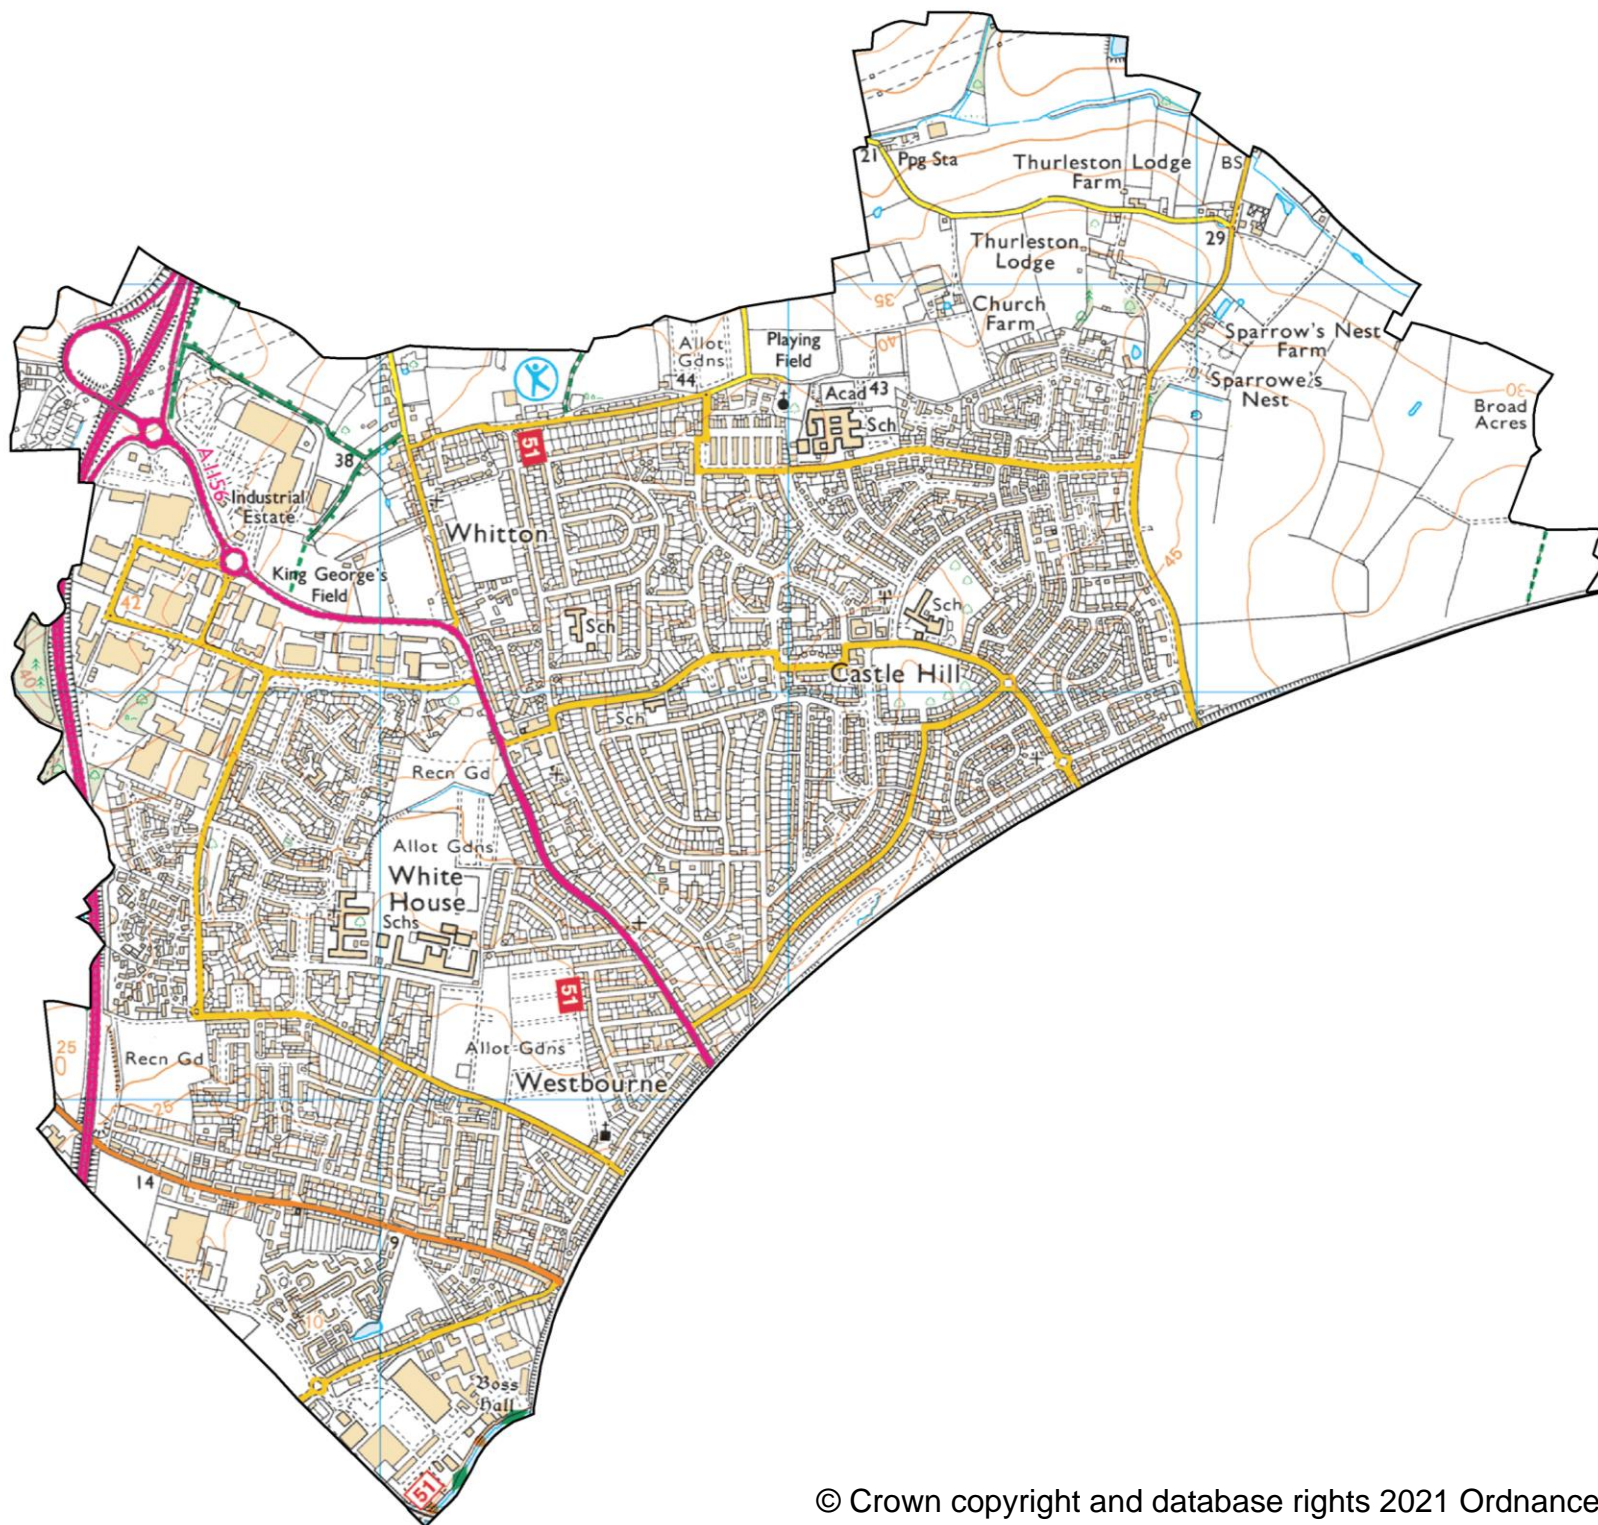 21
Ppg Sta
Thurleston Lodge
Farm
BS
29
Thurleston
Lodge
Church
Farm
35
40
Sparrow's Nest
Farm
Sparrowe's
Nest
30
Broad
Acres
Allot
Gdns
44
Playing
Field
Acad
43
Sch
51
38
A1156
Industrial
Estate
Whitton
King George's
Field
42
40
45
Sch
Sch
Castle Hill
Sch
Recn Gd
Allot Gdns
White
House
Schs
51
Allot Gdns
Westbourne
25
0
Recn Gd
25
14
9
10
Boss
Hall
51
© Crown copyright and database rights 2021 Ordnance